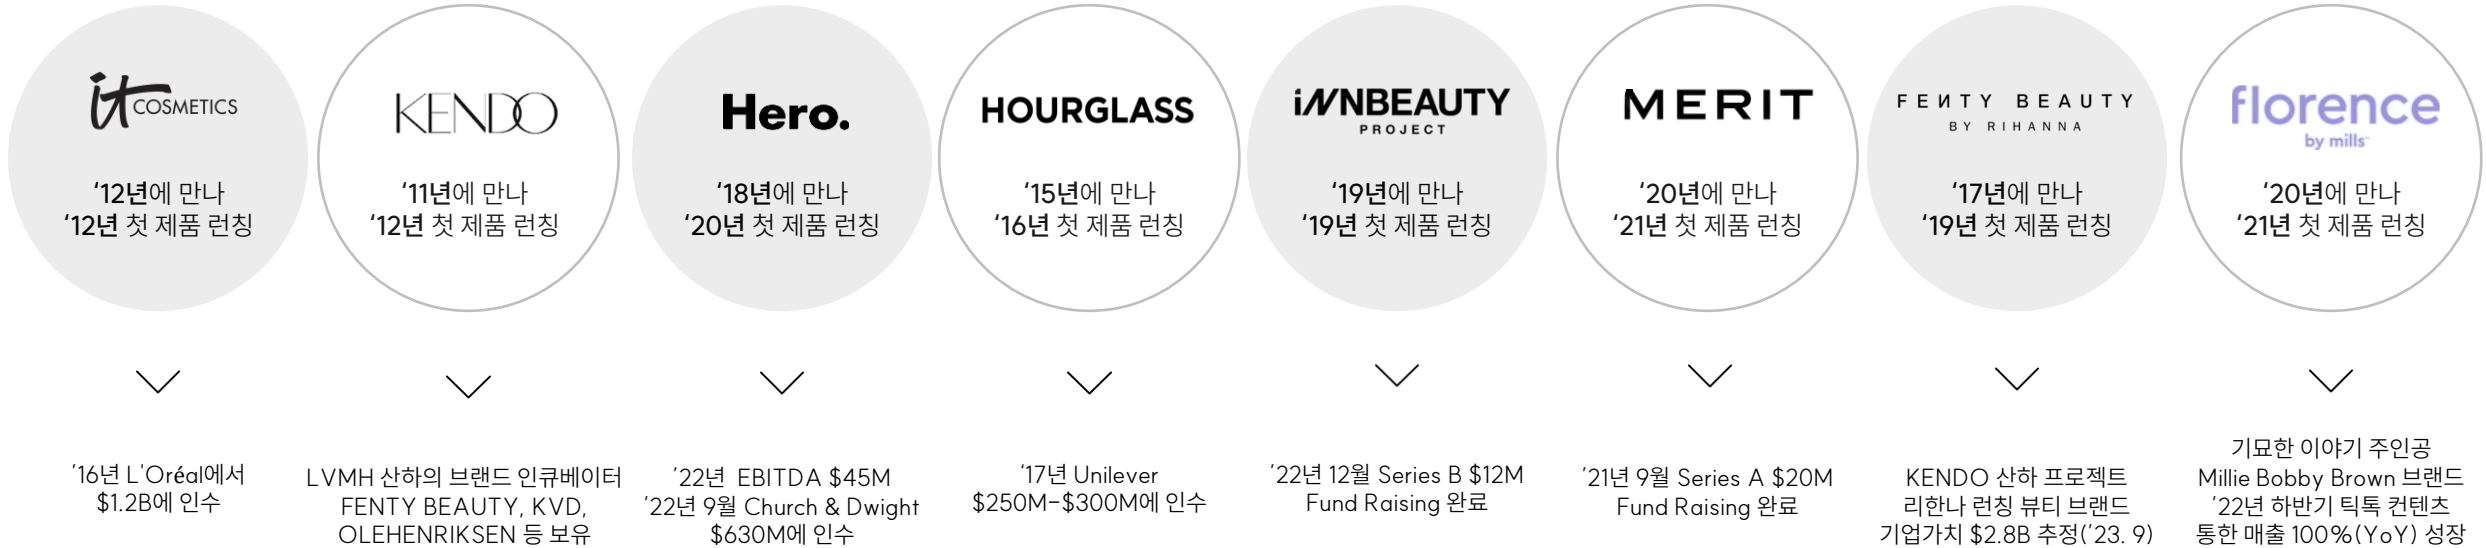 it COSMETICS
‘12년에 만나
‘12년 첫 제품 런칭
’16년 L'Oréal에서
$1.2B에 인수
KENDO
‘11년에 만나
‘12년 첫 제품 런칭
LVMH 산하의 브랜드 인큐베이터
FENTY BEAUTY, KVD,
OLEHENRIKSEN 등 보유
Hero.
‘18년에 만나
‘20년 첫 제품 런칭
’22년 EBITDA $45M
’22년 9월 Church & Dwight
$630M에 인수
HOURGLASS
‘15년에 만나
‘16년 첫 제품 런칭
‘17년 Unilever
$250M-$300M에 인수
iNNBEAUTY
PROJECT
‘19년에 만나
‘19년 첫 제품 런칭
’22년 12월 Series B $12M
Fund Raising 완료
MERIT
‘20년에 만나
‘21년 첫 제품 런칭
’21년 9월 Series A $20M
Fund Raising 완료
FENTY BEAUTY
BY RIHANNA
‘17년에 만나
‘19년 첫 제품 런칭
KENDO 산하 프로젝트
리한나 런칭 뷰티 브랜드
기업가치 $2.8B 추정(’23. 9)
florence
by mills™
‘20년에 만나
‘21년 첫 제품 런칭
기묘한 이야기 주인공
Millie Bobby Brown 브랜드
’22년 하반기 틱톡 컨텐츠
통한 매출 100%(YoY) 성장